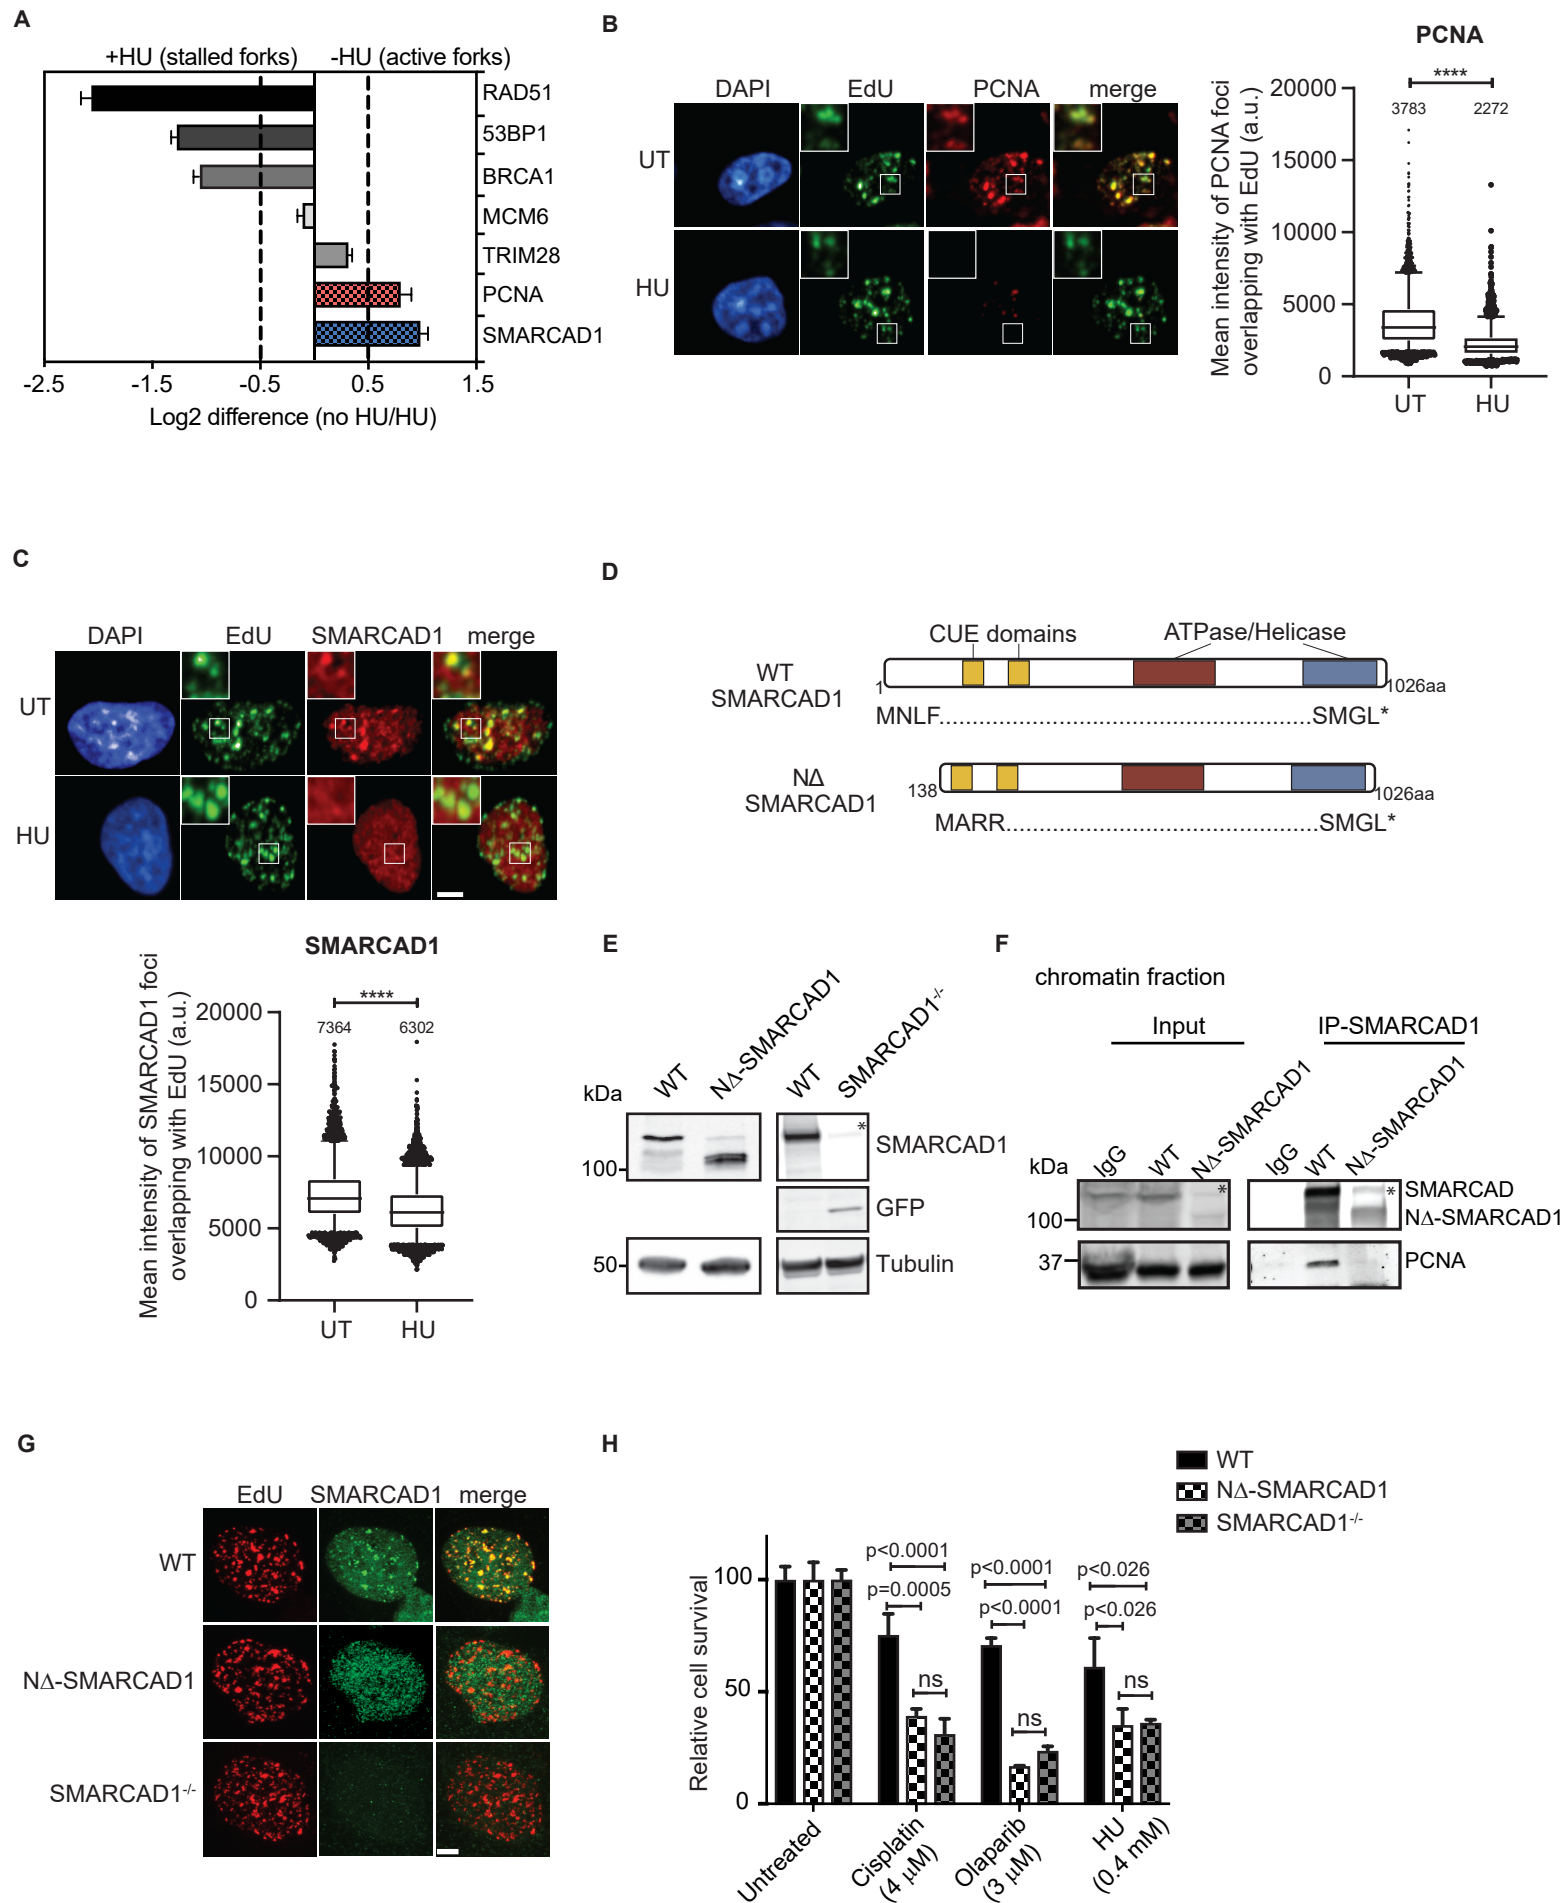 A
+HU (stalled forks) -HU (active forks)
RAD51
53BP1
BRCA1
MCM6
TRIM28
PCNA
SMARCAD1
-2.5 -1.5 -0.5 0.5 1.5
Log2 difference (no HU/HU)
B
DAPI EdU PCNA merge
UT
HU
PCNA
****
3783 2272
20000
15000
10000
5000
0
Mean intensity of PCNA foci
overlapping with EdU (a.u.)
UT HU
C
DAPI EdU SMARCAD1 merge
UT
HU
SMARCAD1
****
7364 6302
20000
15000
10000
5000
0
Mean intensity of SMARCAD1 foci
overlapping with EdU (a.u.)
UT HU
D
CUE domains ATPase/Helicase
WT
SMARCAD1
1 1026aa
MNLF.............................................SMGL*
NΔ
SMARCAD1
138 1026aa
MARR......................................SMGL*
E
WT NΔ-SMARCAD1 WT SMARCAD1-/-
kDa
* SMARCAD1
100
GFP
50 Tubulin
F
chromatin fraction
Input IP-SMARCAD1
IgG WT NΔ-SMARCAD1 IgG WT NΔ-SMARCAD1
kDa
* * SMARCAD
100 NΔ-SMARCAD1
37 PCNA
G
EdU SMARCAD1 merge
WT
NΔ-SMARCAD1
SMARCAD1-/-
H
WT
NΔ-SMARCAD1
SMARCAD1-/-
Relative cell survival
100
50
0
p<0.0001
p=0.0005
ns
p<0.0001
p<0.0001
ns
p<0.026
p<0.026
ns
Untreated
Cisplatin
(4 µM)
Olaparib
(3 µM)
HU
(0.4 mM)